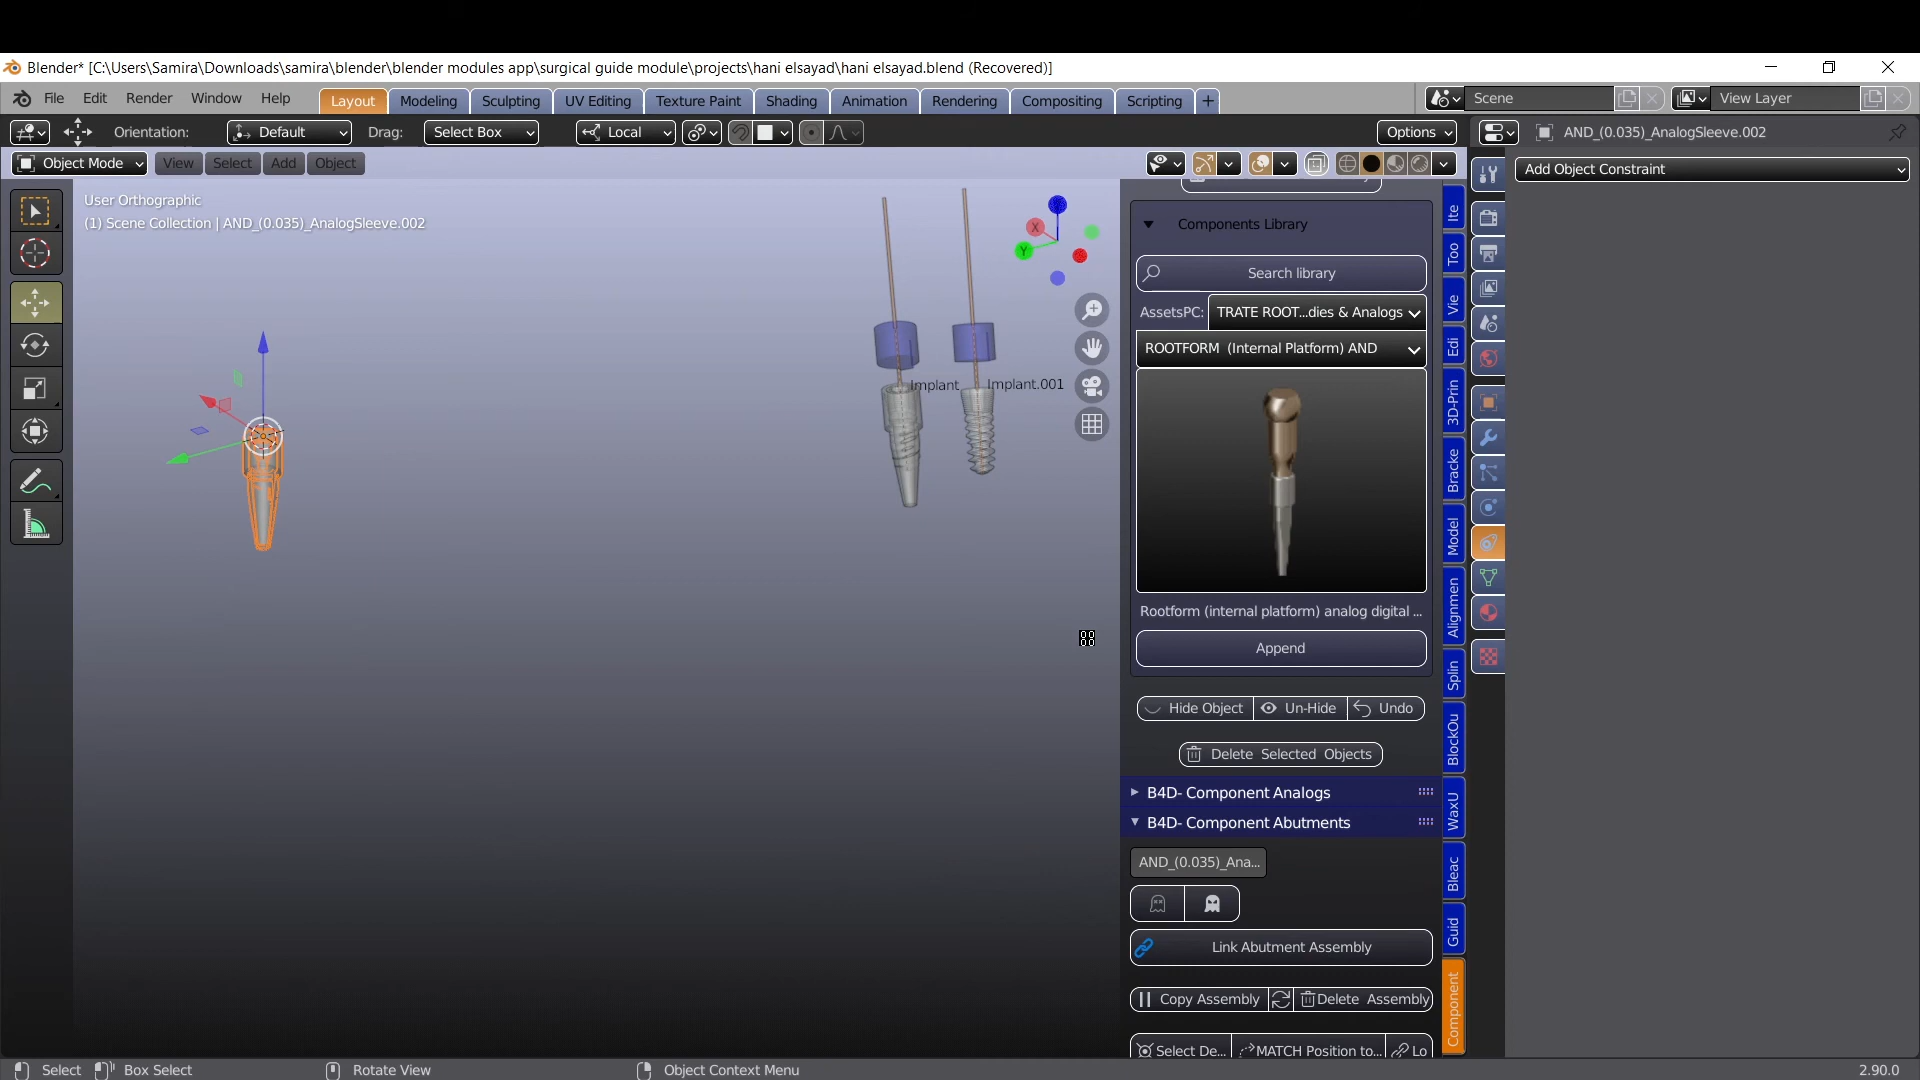 Blender* [C:\Users\Samira\Downloads\samira\blender\blender modules app\surgical guide module\projects\hani elsayad\hani elsayad.blend (Recovered)]
File Edit Render Window Help Layout Modeling Sculpting UV Editing Texture Paint Shading Animation Rendering Compositing Scripting + Scene View Layer
Orientation: Default Drag: Select Box Local Options AND_(0.035)_AnalogSleeve.002
Object Mode View Select Add Object Add Object Constraint
User Orthographic
(1) Scene Collection | AND_(0.035)_AnalogSleeve.002
X
Y
Implant Implant.001
Components Library
Search library
AssetsPC: TRATE ROOT...dies & Analogs
ROOTFORM (Internal Platform) AND
Rootform (internal platform) analog digital ...
Append
Hide Object Un-Hide Undo
Delete Selected Objects
B4D- Component Analogs
B4D- Component Abutments
AND_(0.035)_Ana...
Link Abutment Assembly
Copy Assembly Delete Assembly
Select De... MATCH Position to... Lo
Ite
Too
Vie
Edi
3D-Prin
Bracke
Model
Alignmen
Splin
BlockOu
WaxU
Bleac
Guid
Component
Select Box Select Rotate View Object Context Menu 2.90.0